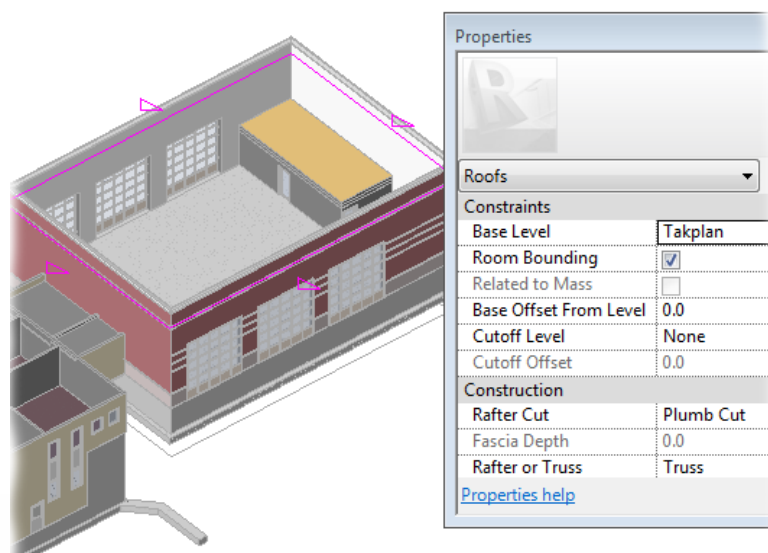 Properties
Roofs
Constraints
Base Level Takplan
Room Bounding
Related to Mass
Base Offset From Level 0.0
Cutoff Level None
Cutoff Offset 0.0
Construction
Rafter Cut Plumb Cut
Fascia Depth 0.0
Rafter or Truss Truss
Properties help